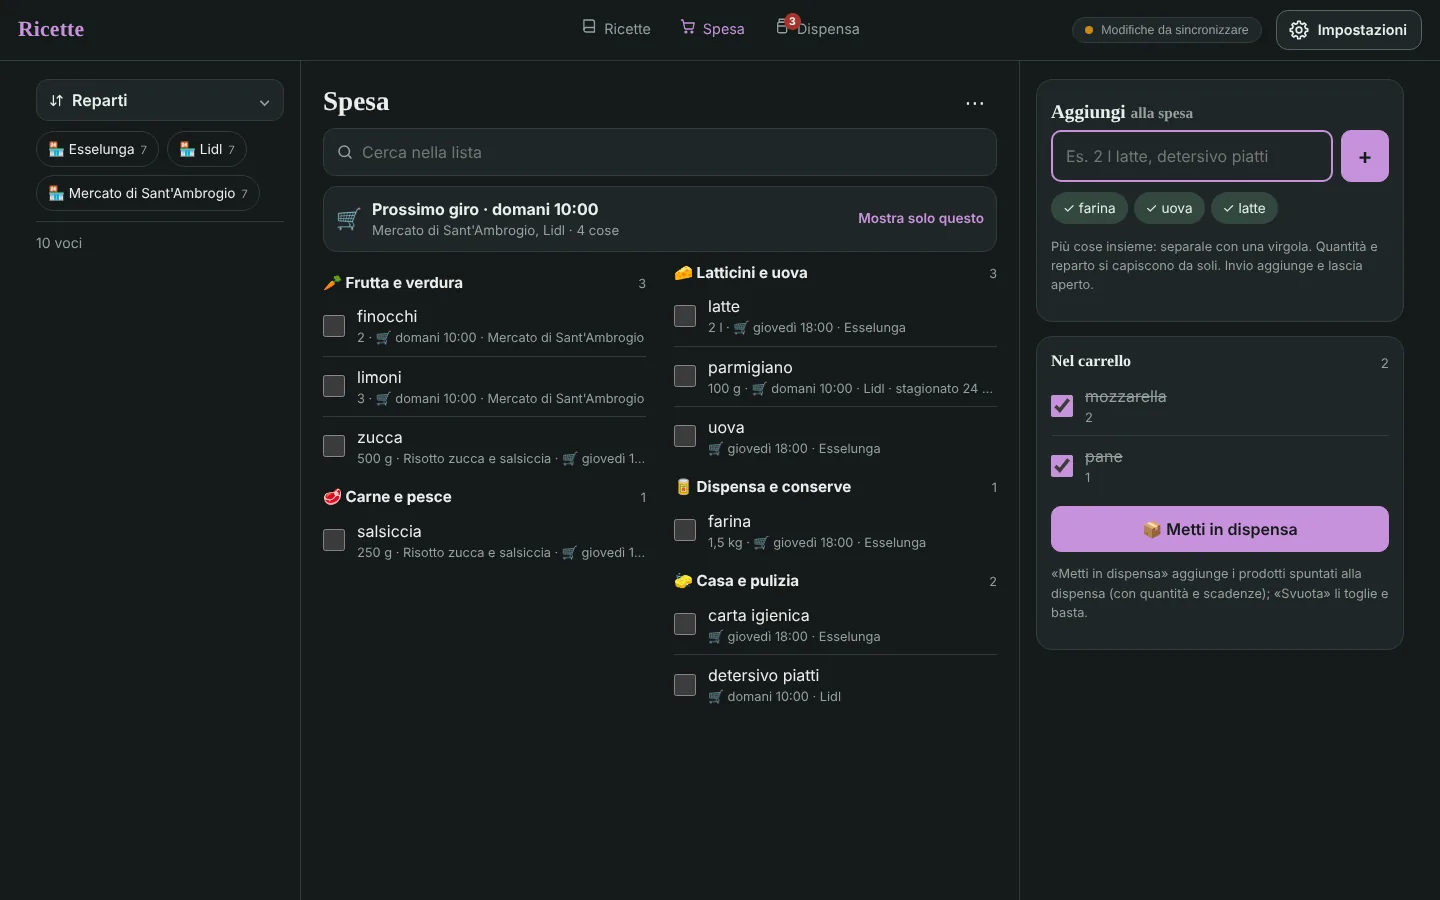 Ricette
Ricette
Spesa
3
Dispensa
Modifiche da sincronizzare
Impostazioni
Reparti
Esselunga 7
Lidl 7
Mercato di Sant'Ambrogio 7
10 voci
Spesa
...
Cerca nella lista
Prossimo giro · domani 10:00
Mercato di Sant'Ambrogio, Lidl · 4 cose
Mostra solo questo
Frutta e verdura 3
finocchi
2 · 🛒 domani 10:00 · Mercato di Sant'Ambrogio
limoni
3 · 🛒 domani 10:00 · Mercato di Sant'Ambrogio
zucca
500 g · Risotto zucca e salsiccia · 🛒 giovedì 1...
Carne e pesce 1
salsiccia
250 g · Risotto zucca e salsiccia · 🛒 giovedì 1...
Latticini e uova 3
latte
2 l · 🛒 giovedì 18:00 · Esselunga
parmigiano
100 g · 🛒 domani 10:00 · Lidl · stagionato 24 ...
uova
🛒 giovedì 18:00 · Esselunga
Dispensa e conserve 1
farina
1,5 kg · 🛒 giovedì 18:00 · Esselunga
Casa e pulizia 2
carta igienica
🛒 giovedì 18:00 · Esselunga
detersivo piatti
🛒 domani 10:00 · Lidl
Aggiungi alla spesa
Es. 2 l latte, detersivo piatti
+
✓ farina
✓ uova
✓ latte
Più cose insieme: separale con una virgola. Quantità e
reparto si capiscono da soli. Invio aggiunge e lascia
aperto.
Nel carrello 2
mozzarella
2
pane
1
Metti in dispensa
«Metti in dispensa» aggiunge i prodotti spuntati alla
dispensa (con quantità e scadenze); «Svuota» li toglie e
basta.